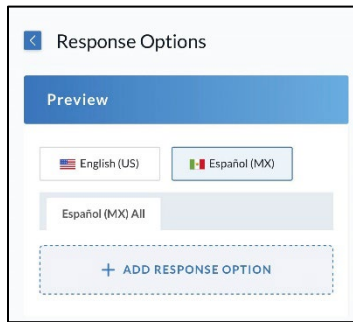 Response Options
Preview
English (US)
Español (MX)
Español (MX) All
+ ADD RESPONSE OPTION